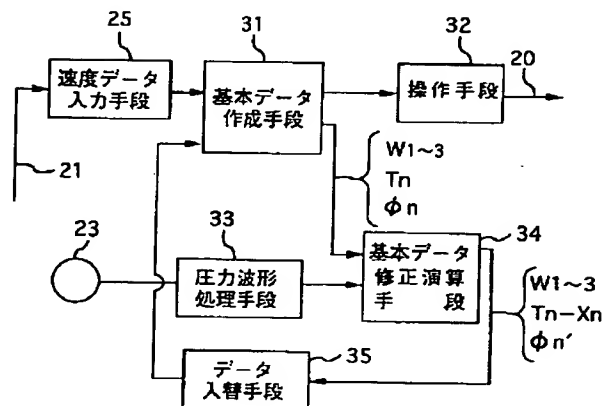 25
31
32
20
速度データ
入力手段
基本データ
作成手段
操作手段
21
W1~3
Tn
φn
23
33
34
圧力波形
処理手段
基本データ
修正演算
手段
W1~3
Tn-Xn
φn'
35
データ
入替手段